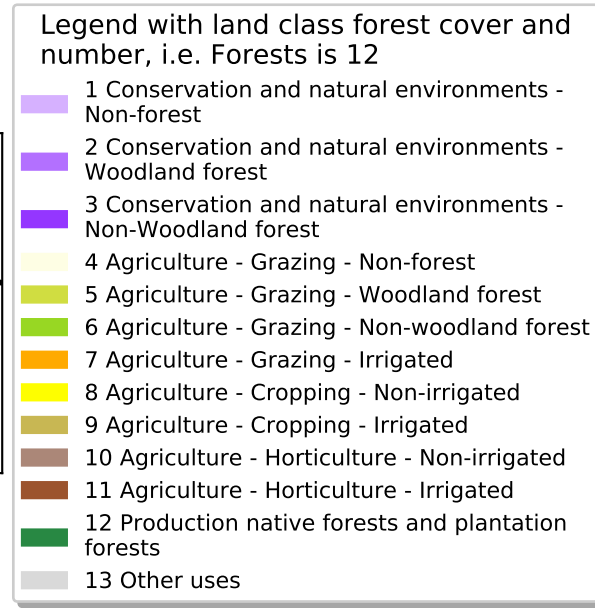 Legend with land class forest cover and
number, i.e. Forests is 12
1 Conservation and natural environments -
Non-forest
2 Conservation and natural environments -
Woodland forest
3 Conservation and natural environments -
Non-Woodland forest
4 Agriculture - Grazing - Non-forest
5 Agriculture - Grazing - Woodland forest
6 Agriculture - Grazing - Non-woodland forest
7 Agriculture - Grazing - Irrigated
8 Agriculture - Cropping - Non-irrigated
9 Agriculture - Cropping - Irrigated
10 Agriculture - Horticulture - Non-irrigated
11 Agriculture - Horticulture - Irrigated
12 Production native forests and plantation
forests
13 Other uses